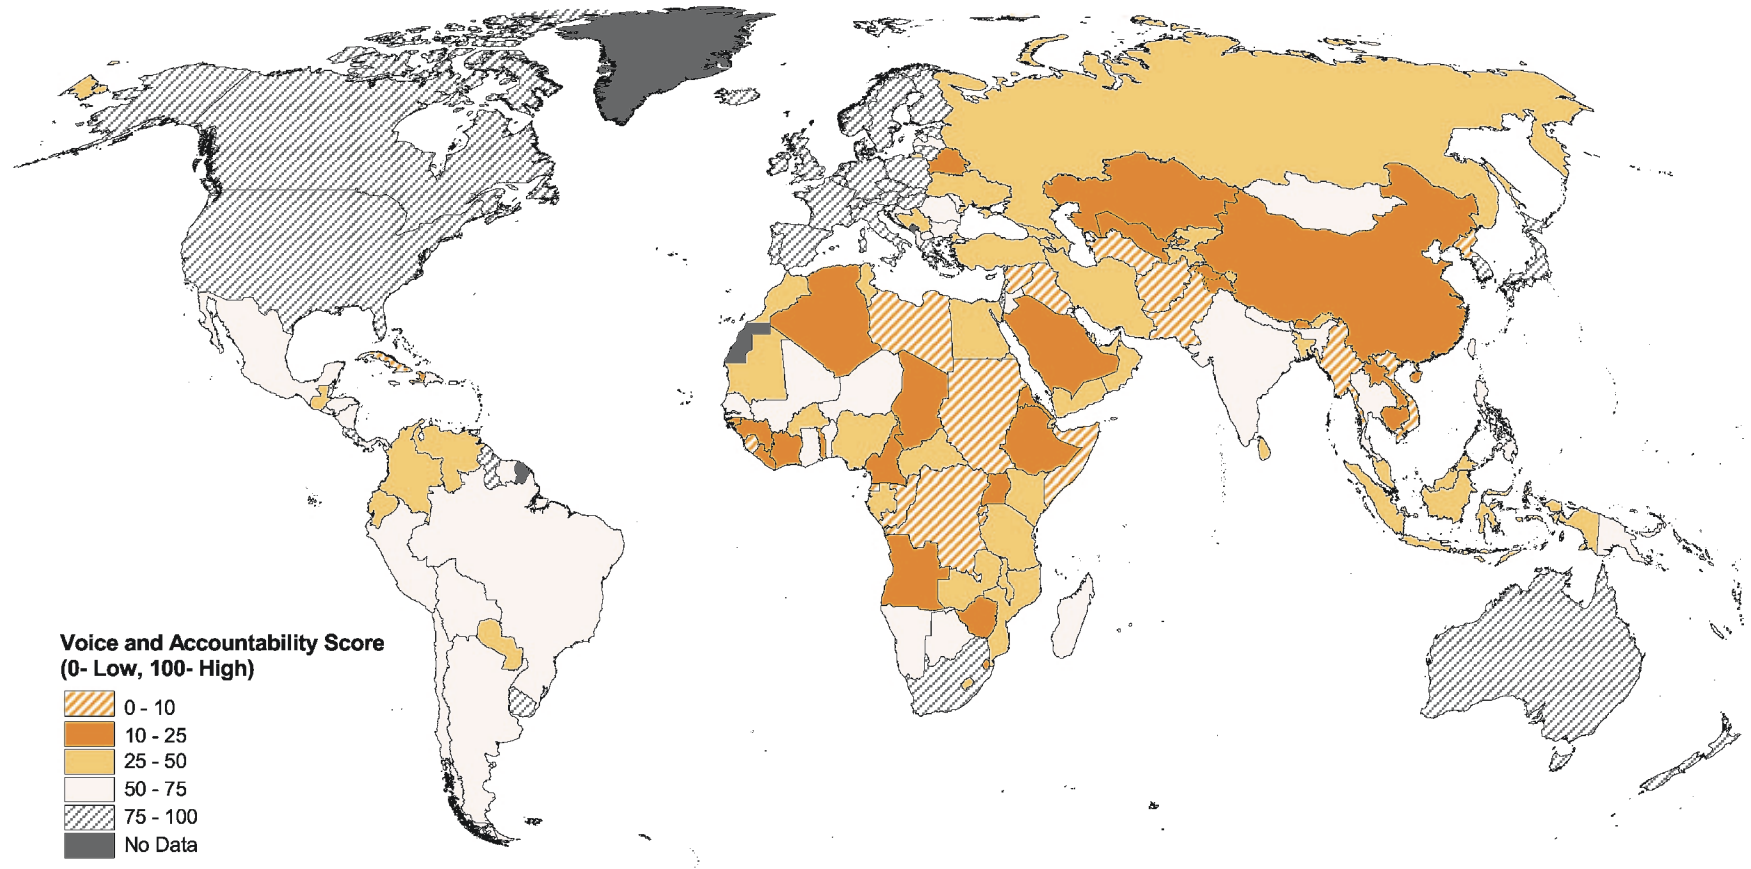 Voice and Accountability Score
(0- Low, 100- High)
0 - 10
10 - 25
25 - 50
50 - 75
75 - 100
No Data